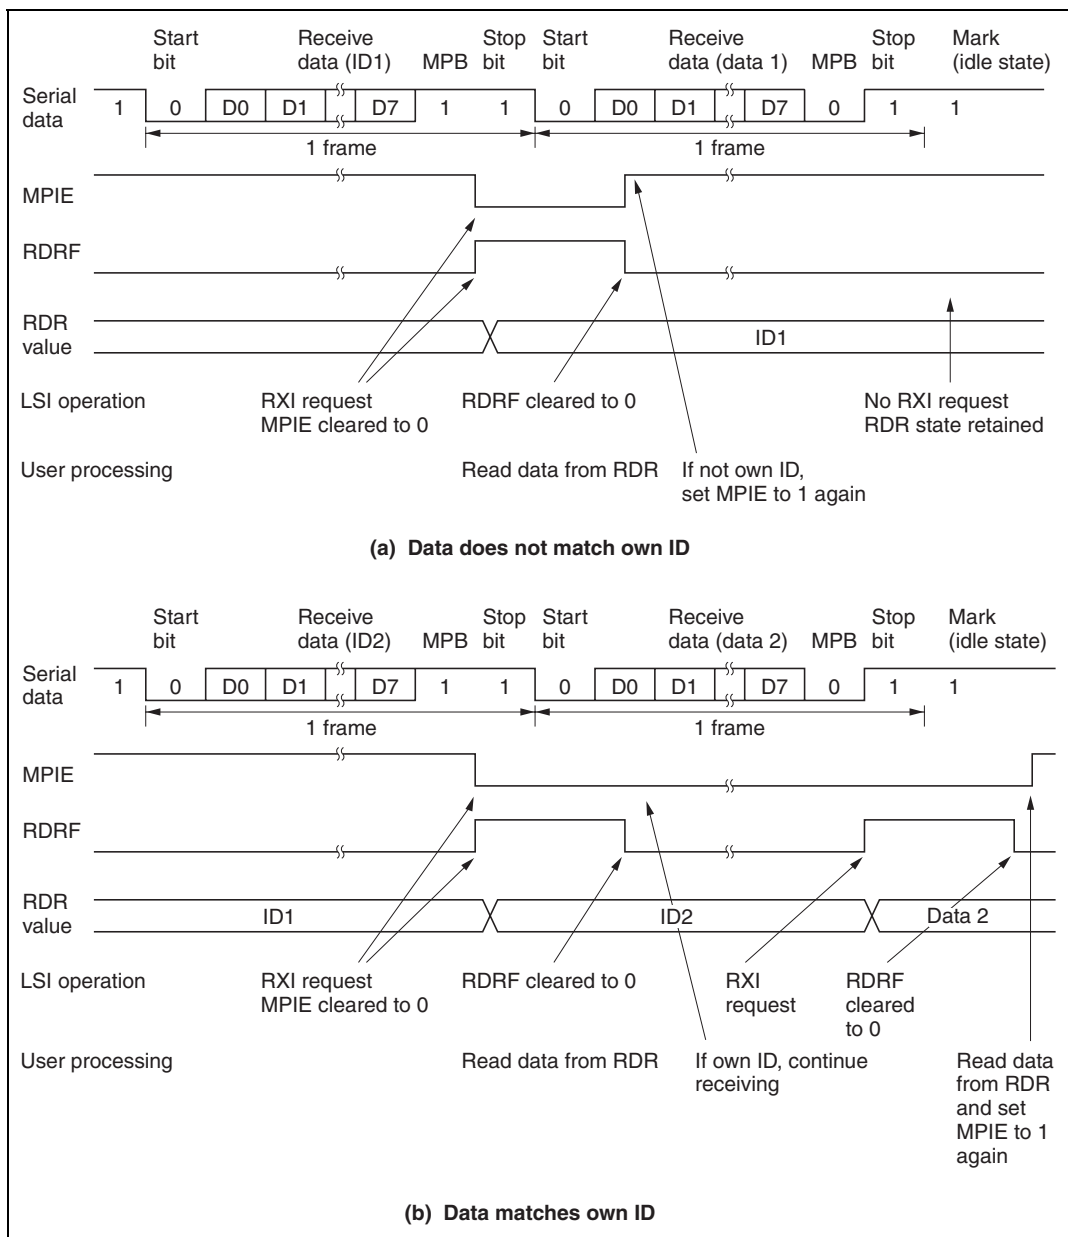 Start bit Receive data (ID1) MPB Stop bit Start bit Receive data (data 1) MPB Stop bit Mark (idle state)
Serial data 1 0 D0 D1 D7 1 1 0 D0 D1 D7 0 1 1
1 frame 1 frame
MPIE
RDRF
RDR value ID1
LSI operation RXI request MPIE cleared to 0 RDRF cleared to 0 No RXI request RDR state retained
User processing Read data from RDR If not own ID, set MPIE to 1 again
(a) Data does not match own ID
Start bit Receive data (ID2) MPB Stop bit Start bit Receive data (data 2) MPB Stop bit Mark (idle state)
Serial data 1 0 D0 D1 D7 1 1 0 D0 D1 D7 0 1 1
1 frame 1 frame
MPIE
RDRF
RDR value ID1 ID2 Data 2
LSI operation RXI request MPIE cleared to 0 RDRF cleared to 0 RXI request RDRF cleared to 0
User processing Read data from RDR If own ID, continue receiving Read data from RDR and set MPIE to 1 again
(b) Data matches own ID